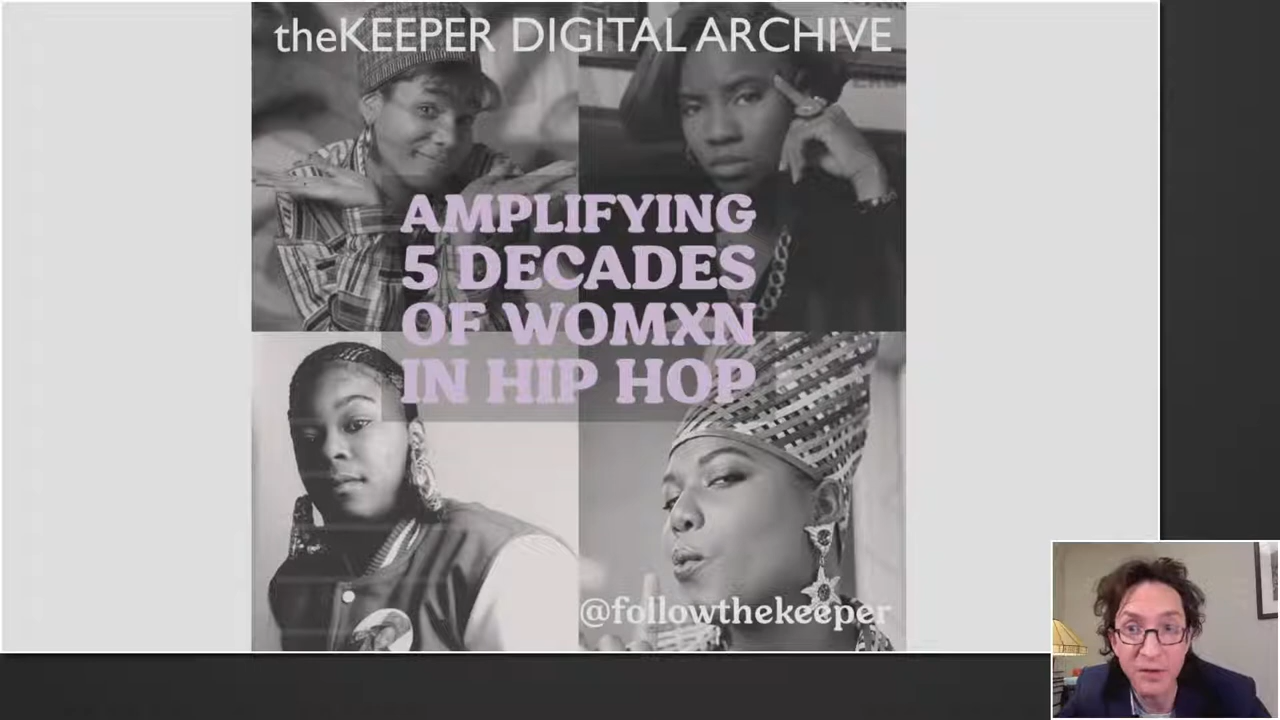 theKEEPER DIGITAL ARCHIVE
AMPLIFYING
5 DECADES
OF WOMXN
IN HIP HOP
@followthekeeper